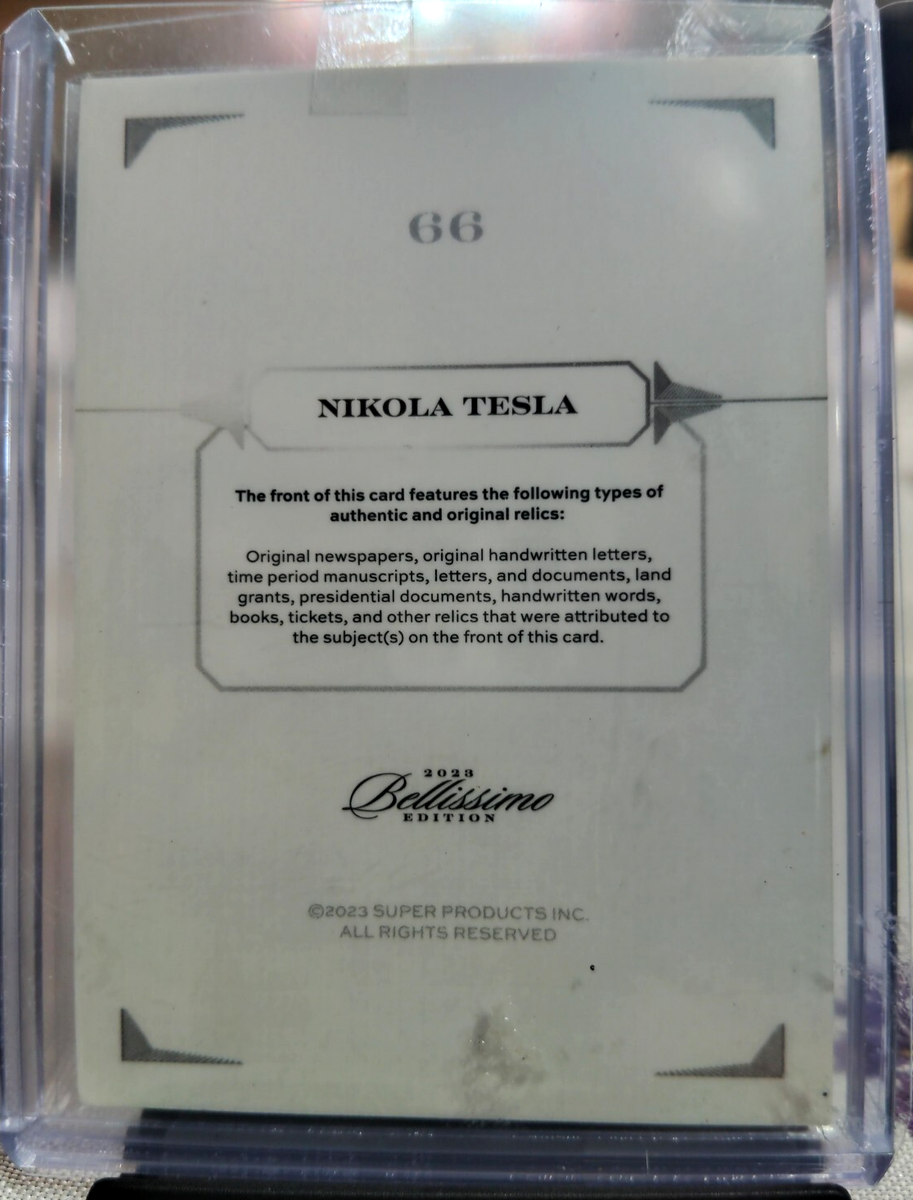 66
NIKOLA TESLA
The front of this card features the following types of
authentic and original relics:
Original newspapers, original handwritten letters,
time period manuscripts, letters, and documents, land
grants, presidential documents, handwritten words,
books, tickets, and other relics that were attributed to
the subject(s) on the front of this card.
2023
Bellissimo
EDITION
©2023 SUPER PRODUCTS INC.
ALL RIGHTS RESERVED